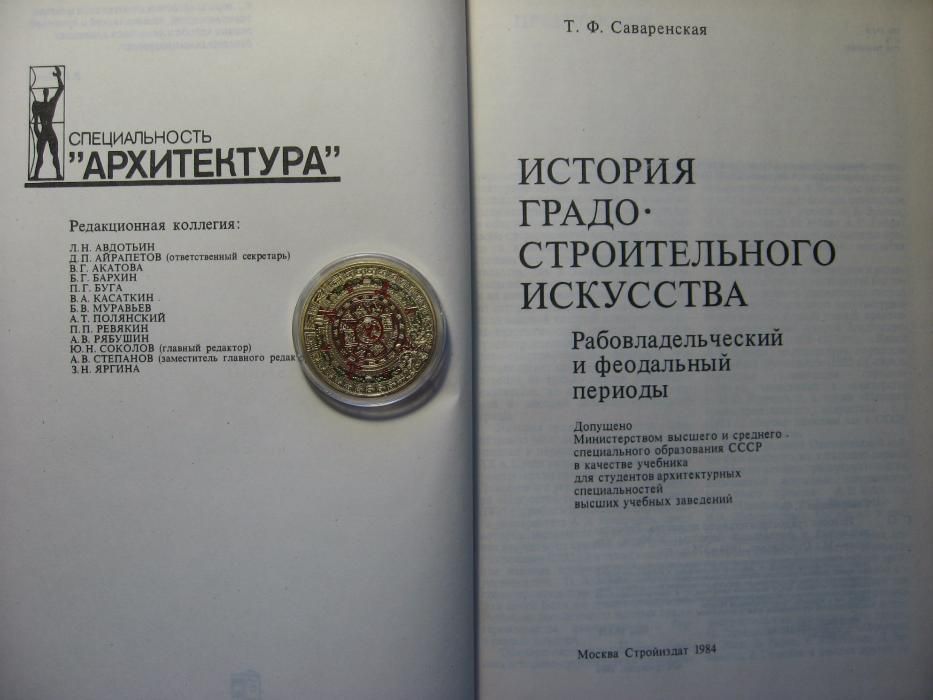 СПЕЦИАЛЬНОСТЬ
"АРХИТЕКТУРА"
Редакционная коллегия:
Л.Н. АВДОТЬИН
Д.П. АЙРАПЕТОВ (ответственный секретарь)
В.Г. АКАТОВА
Б.Г. БАРХИН
П.Г. БУГА
В.А. КАСАТКИН
Б.В. МУРАВЬЕВ
А.Т. ПОЛЯНСКИЙ
П.П. РЕВЯКИН
А.В. РЯБУШИН
Ю.Н. СОКОЛОВ (главный редактор)
А.В. СТЕПАНОВ (заместитель главного редак
З.Н. ЯРГИНА
Т. Ф. Саваренская
ИСТОРИЯ
ГРАДО-
СТРОИТЕЛЬНОГО
ИСКУССТВА
Рабовладельческий
и феодальный
периоды
Допущено
Министерством высшего и среднего
специального образования СССР
в качестве учебника
для студентов архитектурных
специальностей
высших учебных заведений
Москва Стройиздат 1984